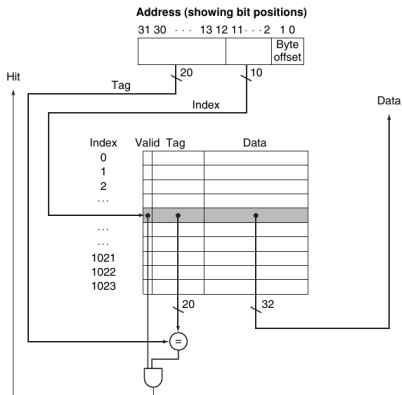 Address (showing bit positions)
31 30 · · · 13 12 11 · · · 2 1 0
Byte
offset
20
10
Hit
Tag
Index
Data
Index Valid Tag Data
0
1
2
· · ·
· · ·
· · ·
1021
1022
1023
20
32
=